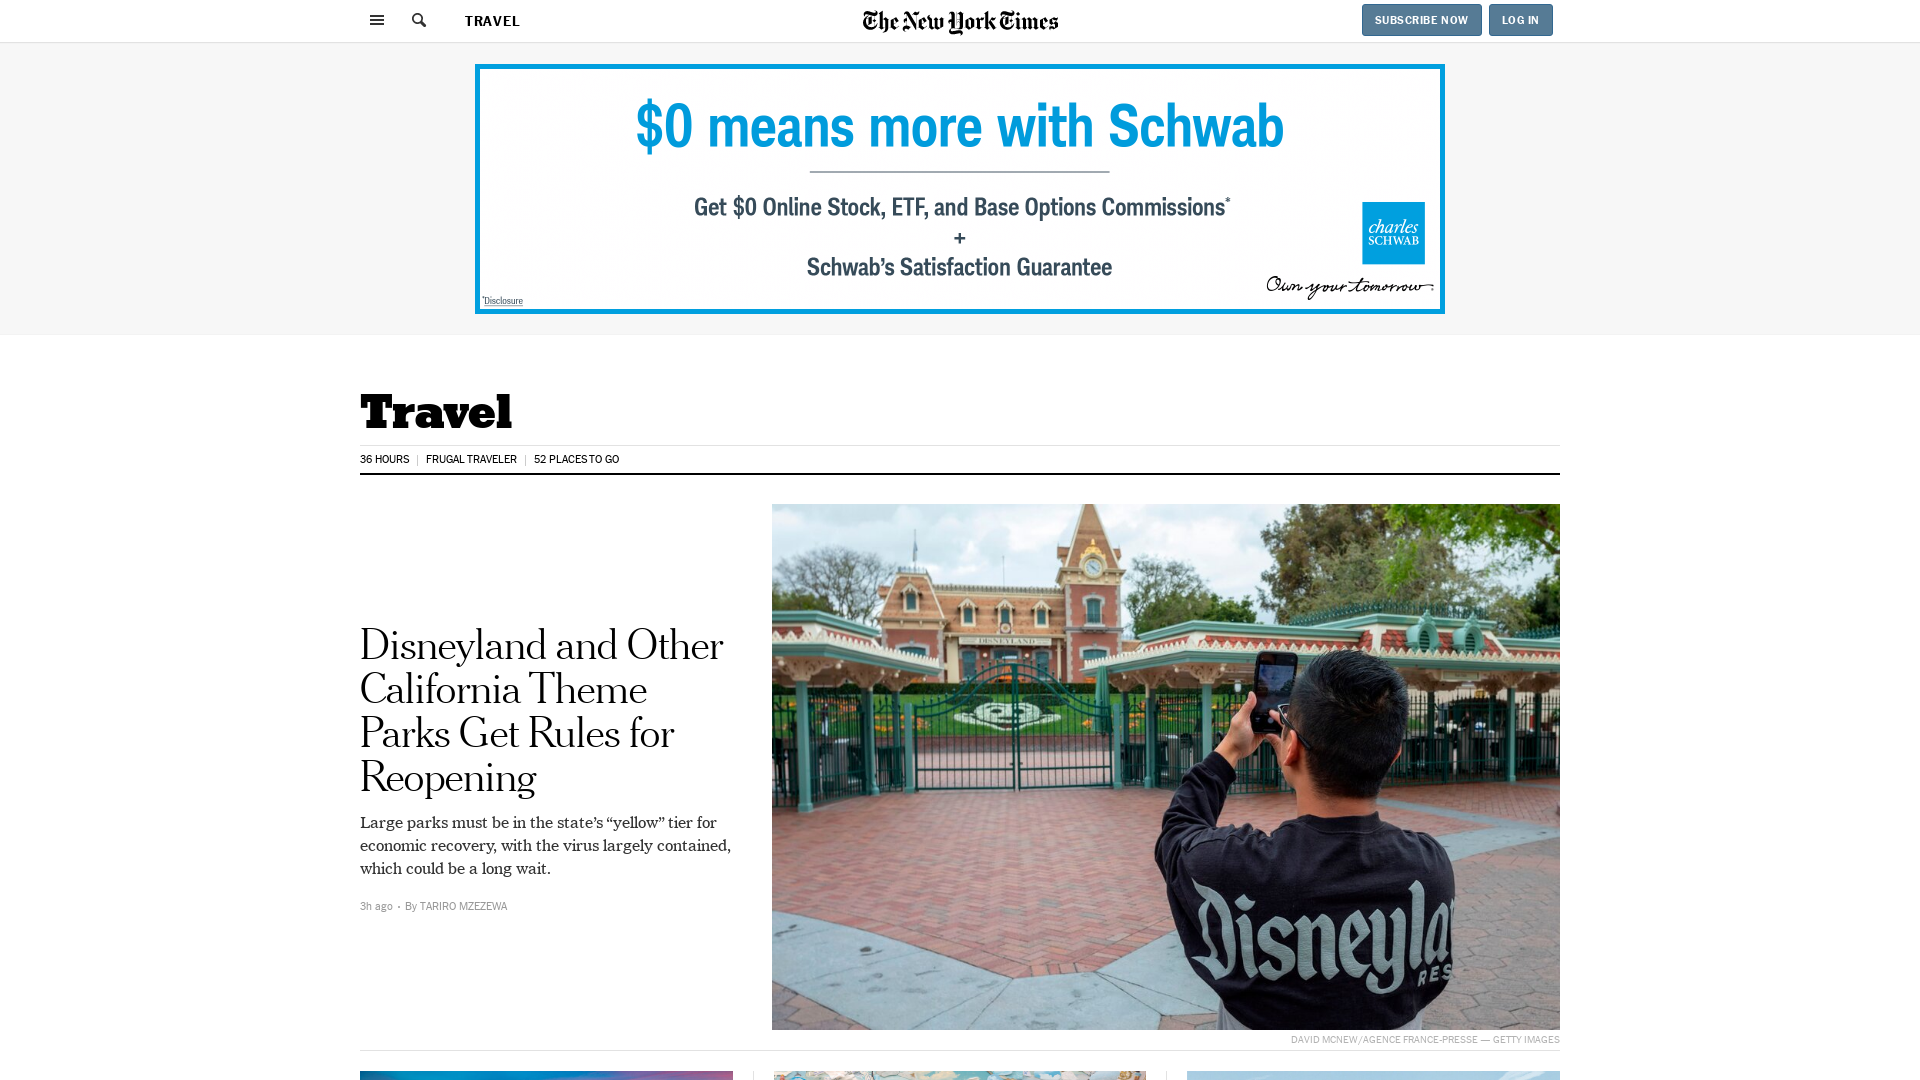 TRAVEL
The New York Times
SUBSCRIBE NOW
LOG IN
$0 means more with Schwab
Get $0 Online Stock, ETF, and Base Options Commissions*
+
Schwab's Satisfaction Guarantee
charles
SCHWAB
Own your tomorrow
*Disclosure
Travel
36 HOURS
FRUGAL TRAVELER
52 PLACES TO GO
Disneyland and Other
California Theme
Parks Get Rules for
Reopening
Large parks must be in the state's “yellow” tier for
economic recovery, with the virus largely contained,
which could be a long wait.
3h ago • By TARIRO MZEZEWA
DISNEYLAND
Disneyla
RES
DAVID MCNEW/AGENCE FRANCE-PRESSE — GETTY IMAGES